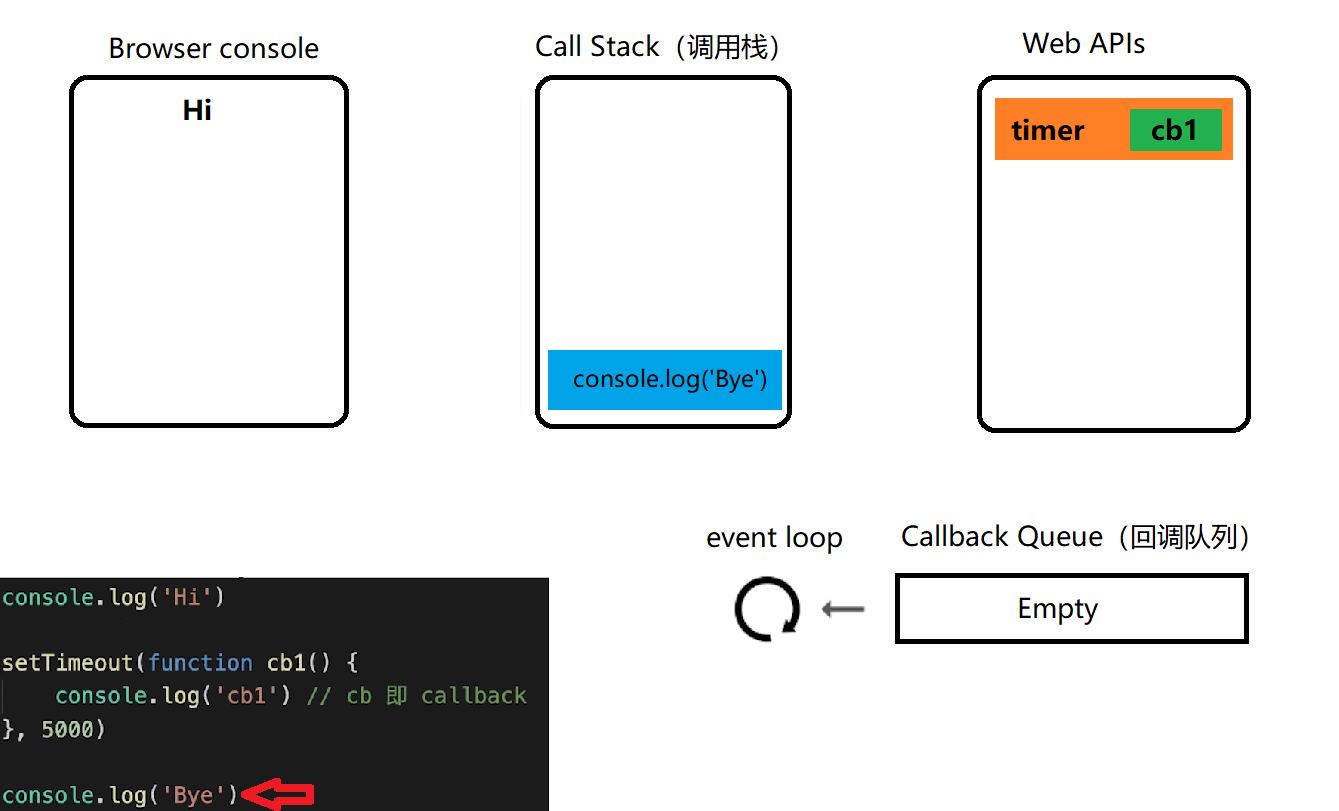 Browser console
Call Stack（调用栈）
Web APIs
Hi
timer
cb1
console.log('Bye')
event loop
Callback Queue（回调队列）
Empty
console.log('Hi')
setTimeout(function cb1() {
    console.log('cb1') // cb 即 callback
}, 5000)
console.log('Bye')